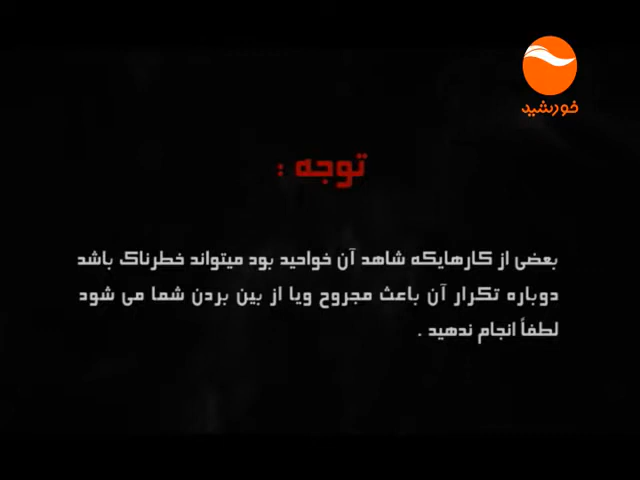 خورشید
توجه :
بعضی از کارهایکه شاهد آن خواحید بود میتواند خطرناک باشد
دوباره تکرار آن باعث مجروح ویا از بین بردن شما می شود
لطفاً انجام ندهید .